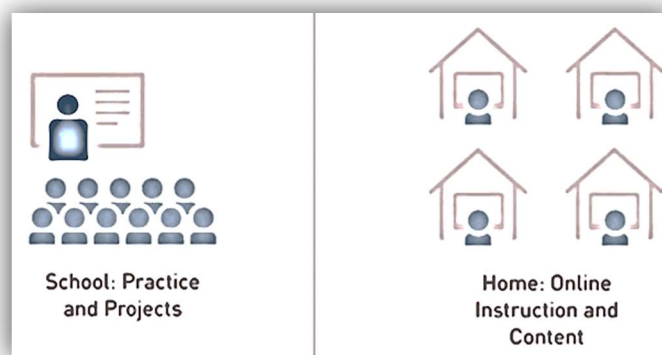 School: Practice
and Projects
Home: Online
Instruction and
Content